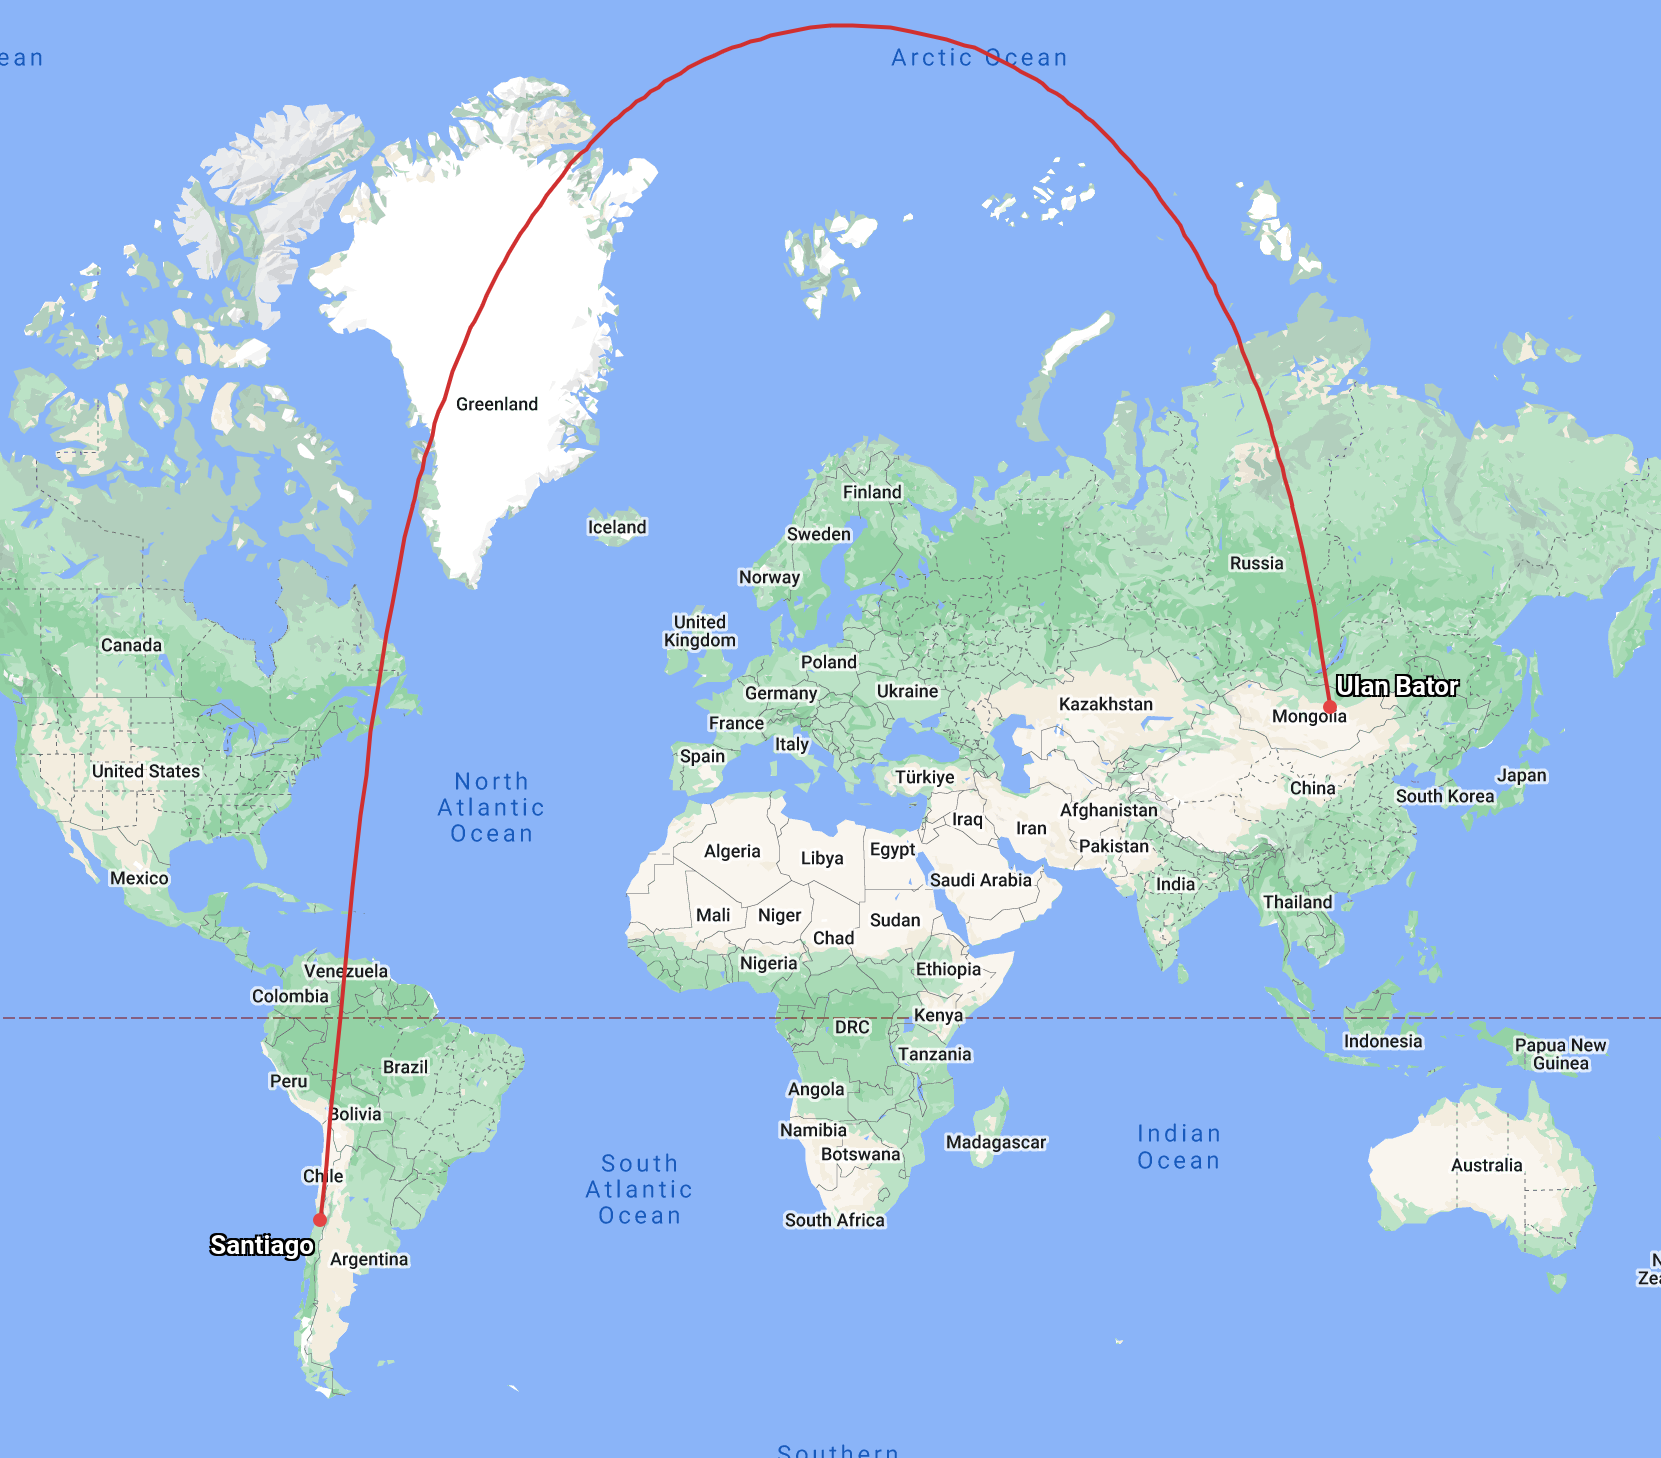 ean
Arctic Ocean
Greenland
Finland
Iceland
Sweden
Russia
Norway
United
Kingdom
Canada
Poland
Ulan Bator
Germany
Ukraine
Kazakhstan
Mongolia
France
Italy
Spain
United States
Türkiye
Japan
North
Atlantic
Ocean
China
South Korea
Afghanistan
Iraq
Iran
Pakistan
Algeria
Libya
Egypt
Mexico
Saudi Arabia
India
Thailand
Mali
Niger
Sudan
Chad
Nigeria
Ethiopia
Venezuela
Colombia
Kenya
DRC
Indonesia
Papua New
Guinea
Tanzania
Brazil
Peru
Angola
Bolivia
Namibia
Botswana
Madagascar
Indian
Ocean
Australia
Chile
South
Atlantic
Ocean
South Africa
Santiago
Argentina
N
Zea
Southern